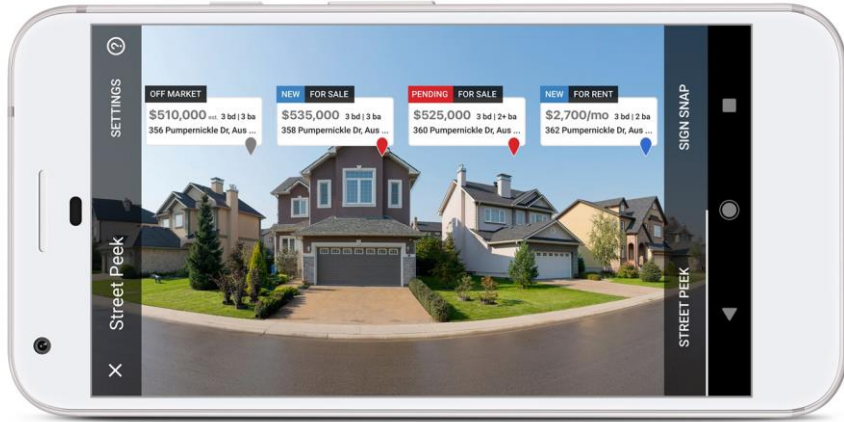 Street Peek
SETTINGS
?
OFF MARKET
$510,000 est. 3 bd | 3 ba
356 Pumpernickle Dr, Aus ...
NEW FOR SALE
$535,000 3 bd | 3 ba
358 Pumpernickle Dr, Aus ...
PENDING FOR SALE
$525,000 3 bd | 2+ ba
360 Pumpernickle Dr, Aus ...
NEW FOR RENT
$2,700/mo 3 bd | 2 ba
362 Pumpernickle Dr, Aus ...
STREET PEEK
SIGN SNAP